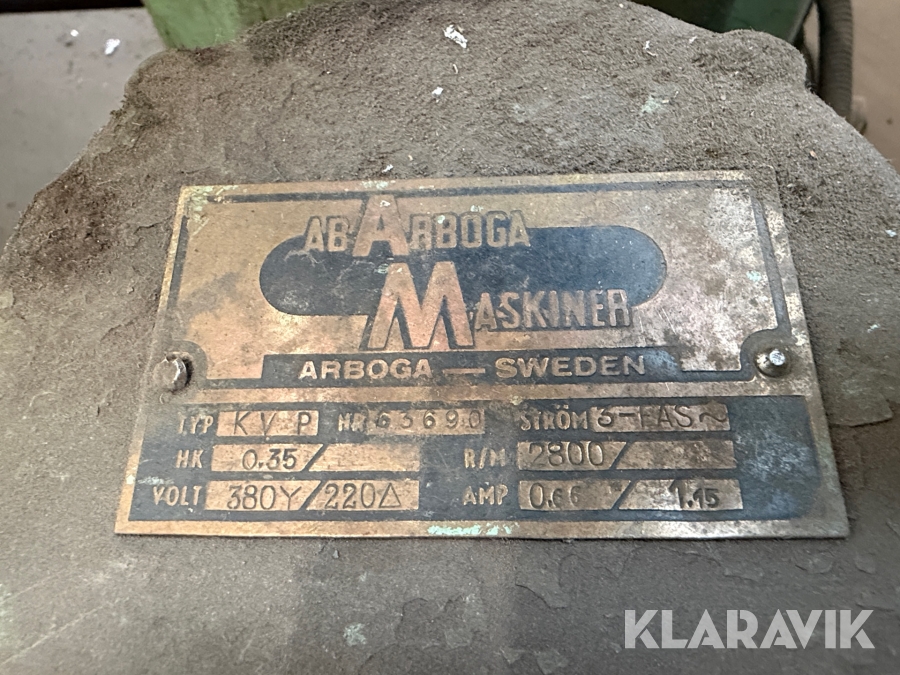 AB ARBOGA
MASKINER
ARBOGA — SWEDEN
TYP KV P NR 63690 STRÖM 3-FAS~
HK 0.35/ R/M 2800/
VOLT 380Y/220△ AMP 0.66/1.15
KLARAVIK